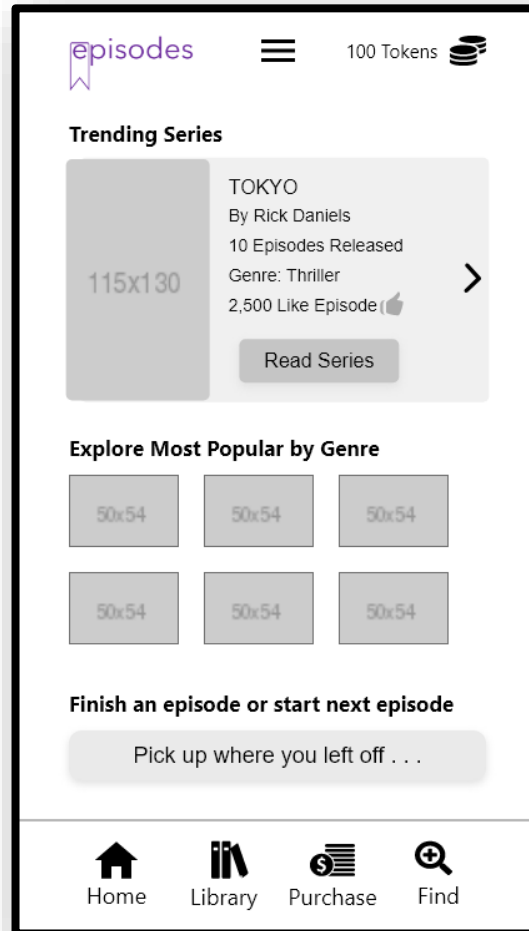 episodes
100 Tokens
Trending Series
115x130
TOKYO
By Rick Daniels
10 Episodes Released
Genre: Thriller
2,500 Like Episode
Read Series
Explore Most Popular by Genre
50x54 50x54 50x54
50x54 50x54 50x54
Finish an episode or start next episode
Pick up where you left off . . .
Home Library Purchase Find